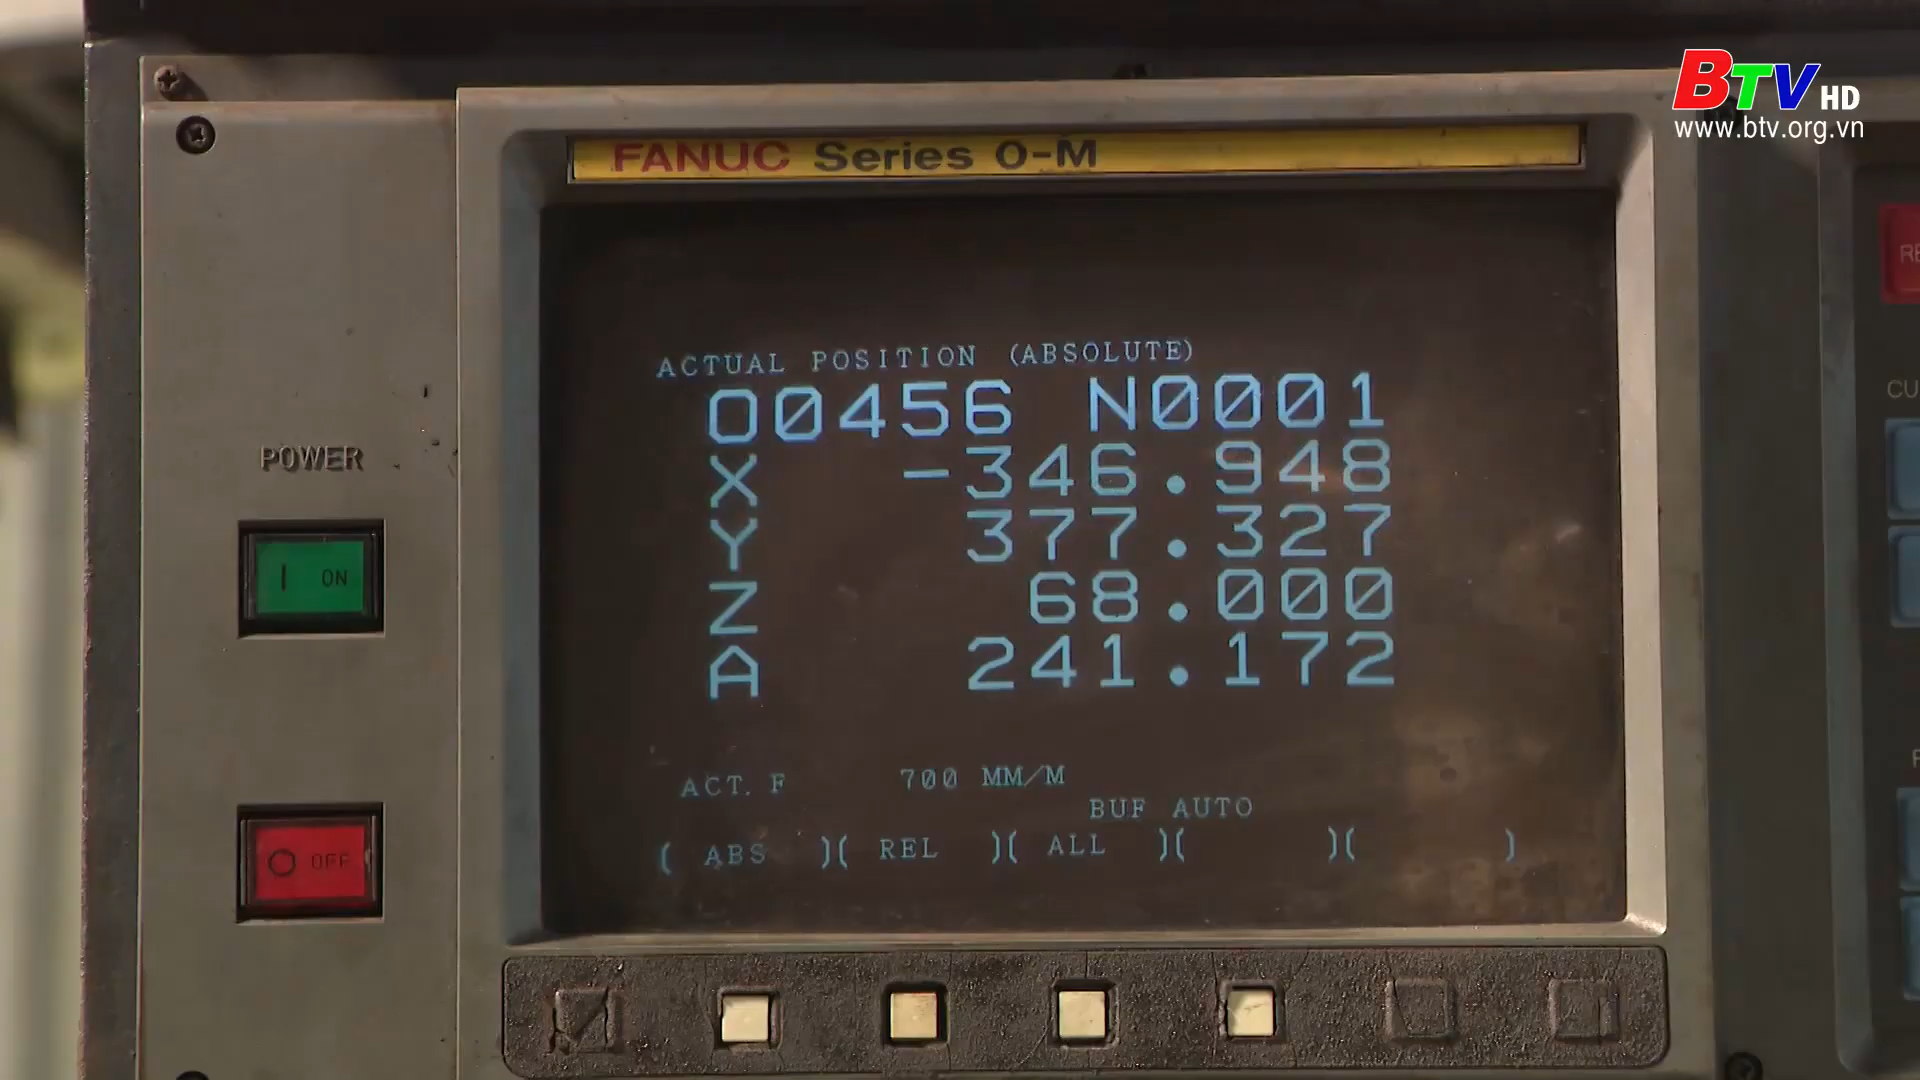 BTV HD
www.btv.org.vn
FANUC Series O-M
ACTUAL POSITION (ABSOLUTE)
O0456 N0001
X -346.948
Y 377.327
Z 68.000
A 241.172
ACT. F 700 MM/M
BUF AUTO
( ABS )( REL )( ALL )( )( )
POWER
| ON
O OFF